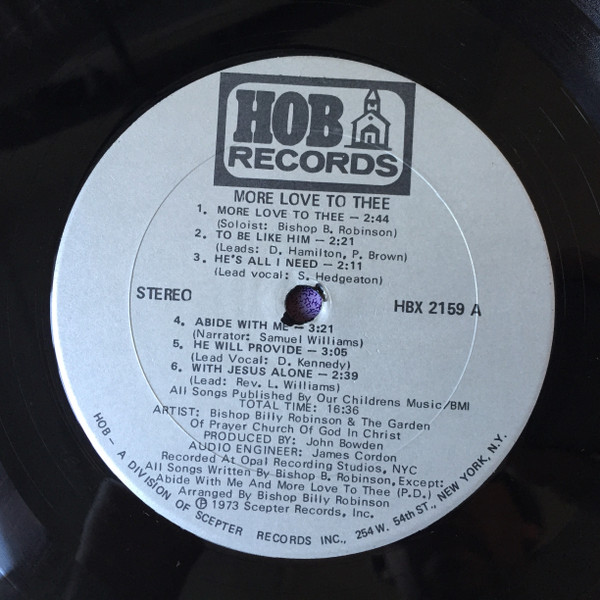 HOB
RECORDS
MORE LOVE TO THEE
1. MORE LOVE TO THEE — 2:44
(Soloist: Bishop B. Robinson)
2. TO BE LIKE HIM — 2:21
(Leads: D. Hamilton, P. Brown)
3. HE'S ALL I NEED — 2:11
(Lead vocal: S. Hedgeaton)
STEREO
HBX 2159 A
4. ABIDE WITH ME — 3:21
(Narrator: Samuel Williams)
5. HE WILL PROVIDE — 3:05
(Lead Vocal: D. Kennedy)
6. WITH JESUS ALONE — 2:39
(Lead: Rev. L. Williams)
All Songs Published By Our Childrens Music/BMI
TOTAL TIME: 16:36
ARTIST: Bishop Billy Robinson & The Garden
Of Prayer Church Of God In Christ
PRODUCED BY: John Bowden
AUDIO ENGINEER: James Cordon
Recorded At Opal Recording Studios, NYC
All Songs Written By Bishop B. Robinson, Except:
Abide With Me And More Love To Thee (P.D.)
Arranged By Bishop Billy Robinson
℗ 1973 Scepter Records, Inc.
HOB — A DIVISION OF SCEPTER RECORDS INC., 254 W. 54th ST., NEW YORK, N.Y.